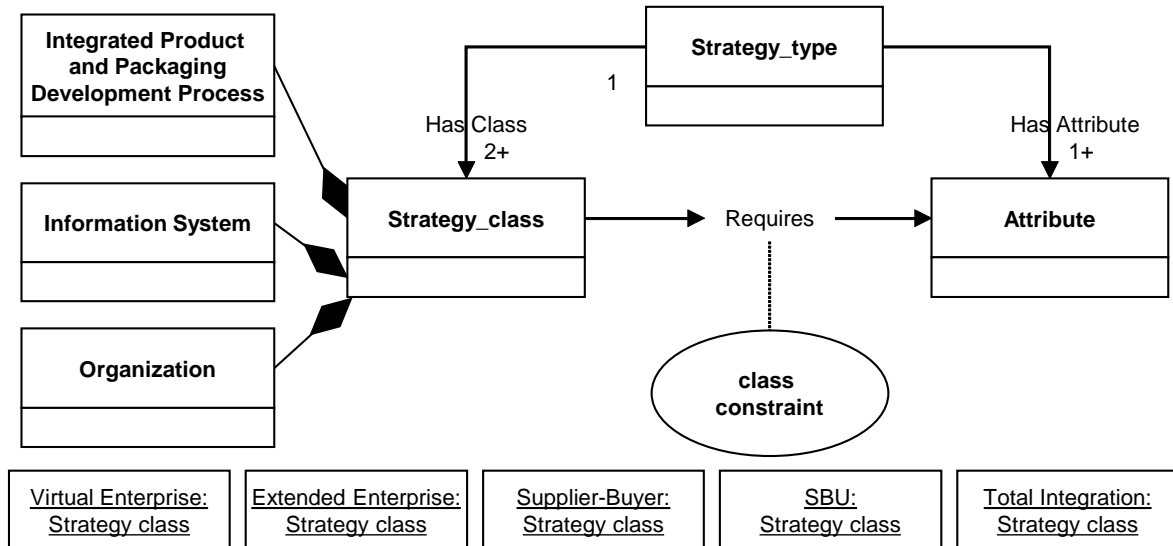 Integrated Product
and Packaging
Development Process
Strategy_type
1
Has Class
2+
Has Attribute
1+
Information System
Strategy_class
Requires
Attribute
Organization
class
constraint
Virtual Enterprise:
Strategy class
Extended Enterprise:
Strategy class
Supplier-Buyer:
Strategy class
SBU:
Strategy class
Total Integration:
Strategy class